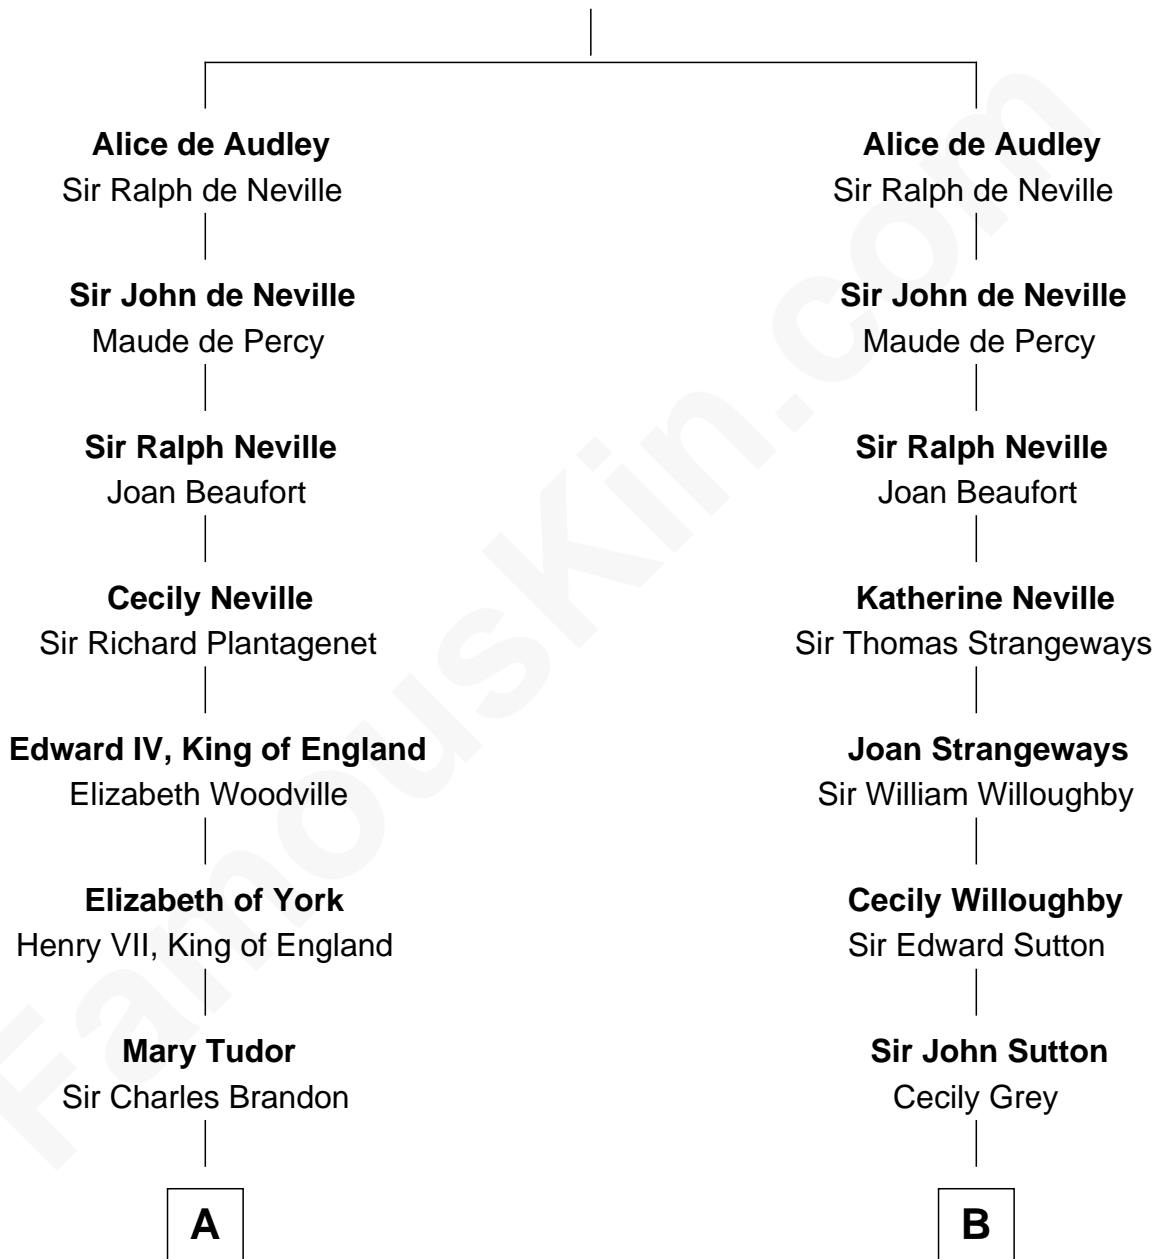 Alice de Audley
Sir Ralph de Neville
Sir John de Neville
Maude de Percy
Sir Ralph Neville
Joan Beaufort
Cecily Neville
Sir Richard Plantagenet
Edward IV, King of England
Elizabeth Woodville
Elizabeth of York
Henry VII, King of England
Mary Tudor
Sir Charles Brandon
A
Alice de Audley
Sir Ralph de Neville
Sir John de Neville
Maude de Percy
Sir Ralph Neville
Joan Beaufort
Katherine Neville
Sir Thomas Strangeways
Joan Strangeways
Sir William Willoughby
Cecily Willoughby
Sir Edward Sutton
Sir John Sutton
Cecily Grey
B
FamousKin.com